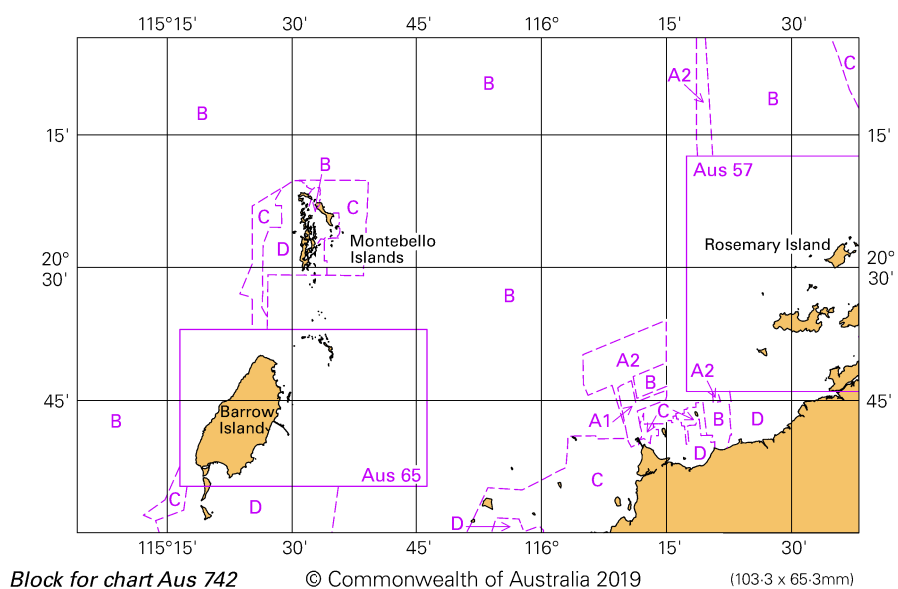 115°15' 30' 45' 116° 15' 30'
C
A2
B
B
B
15' 15'
B
Aus 57
C
C
Montebello
Islands
D
Rosemary Island
20°
30'
20°
30'
B
A2
A2
B
45' 45'
B
Barrow
Island
A1
C
B
D
D
Aus 65
C
C
D
D
115°15' 30' 45' 116° 15' 30'
Block for chart Aus 742
© Commonwealth of Australia 2019
(103·3 x 65·3mm)